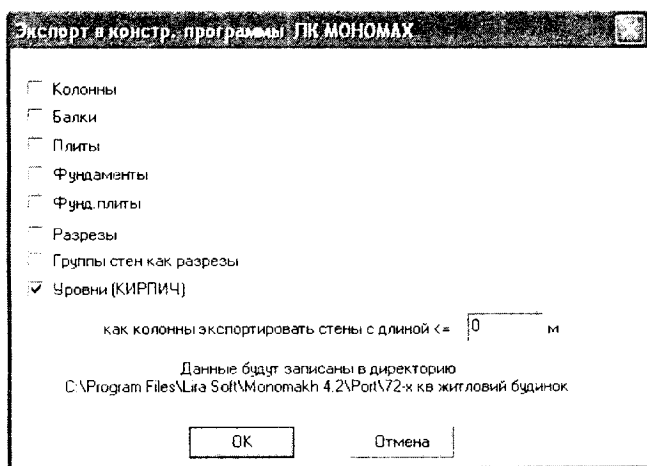 Экспорт в констр. программы ПК МОНОМАХ
Колонны
Балки
Плиты
Фундаменты
Фунд.плиты
Разрезы
Группы стен как разрезы
Уровни (КИРПИЧ)
как колонны экспортировать стены с длиной <= 0 м
Данные будут записаны в директорию
C:\Program Files\Lira Soft\Monomakh 4.2\Port\72-х кв житловий будинок
OK Отмена